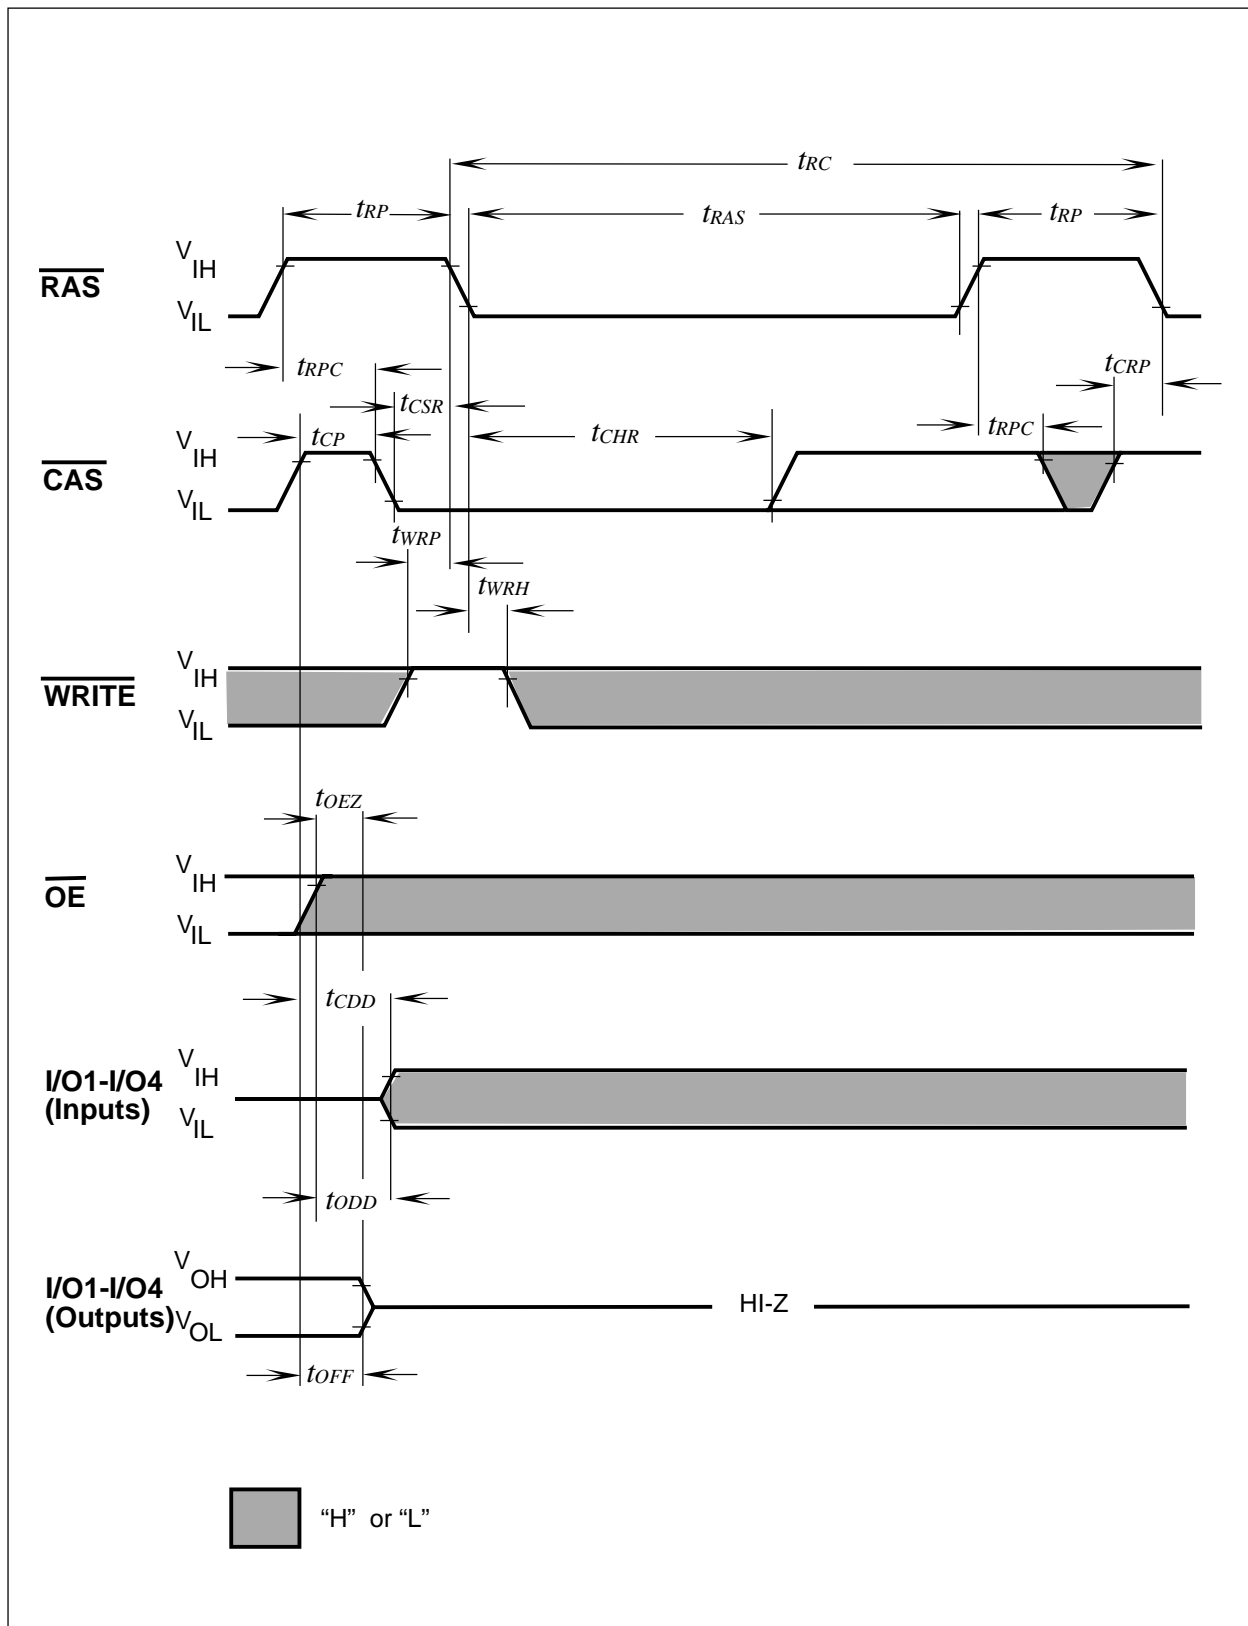 tRC
tRP tRAS tRP
RAS VIH
VIL
tRPC tCRP
tCSR
tCP tCHR tRPC
CAS VIH
VIL
tWRP
tWRH
WRITE VIH
VIL
tOEZ
OE VIH
VIL
tCDD
I/O1-I/O4 VIH
(Inputs) VIL
tODD
I/O1-I/O4 VOH
HI-Z
(Outputs) VOL
tOFF
“H” or “L”